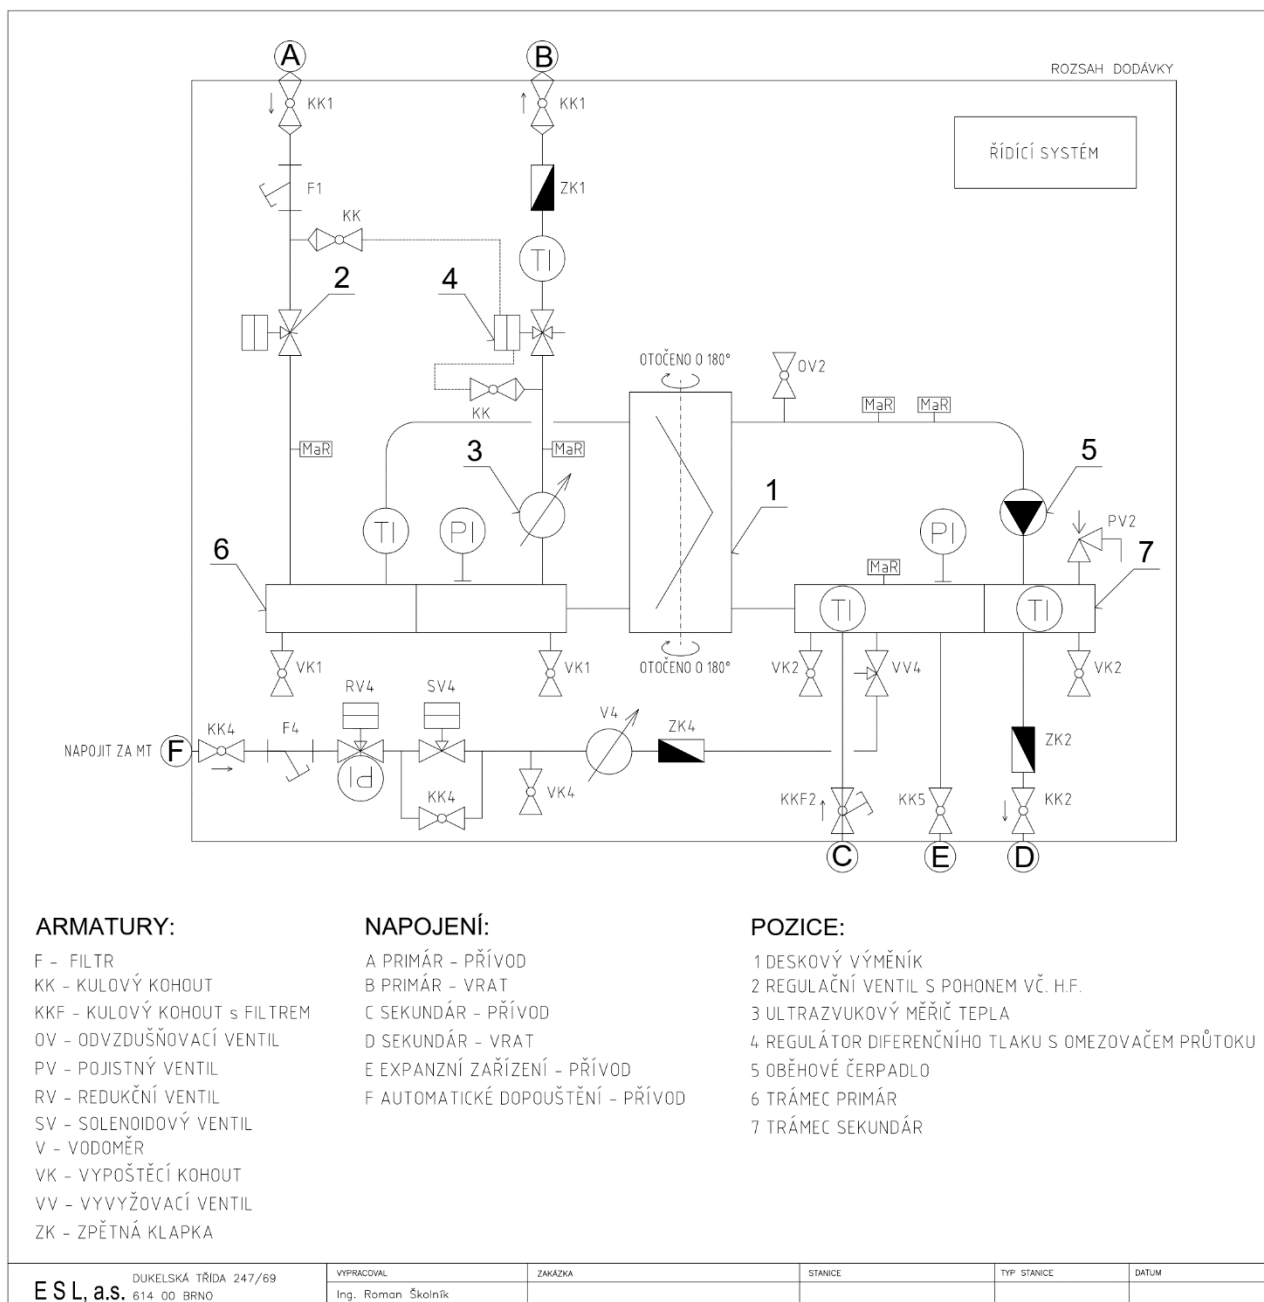 A
B
ROZSAH DODÁVKY
KK1
KK1
ŘÍDÍCÍ SYSTÉM
F1
ZK1
KK
TI
2
4
OTOČENO O 180°
OV2
KK
MaR
MaR
MaR
MaR
3
5
1
TI
PI
PI
PV2
6
7
MaR
TI
TI
VK1
VK1
OTOČENO O 180°
VK2
VV4
VK2
RV4
SV4
NAPOJIT ZA MT
F
KK4
F4
V4
ZK4
ZK2
PI
KK4
VK4
KKF2
KK5
KK2
C
E
D
ARMATURY:
F - FILTR
KK - KULOVÝ KOHOUT
KKF - KULOVÝ KOHOUT s FILTREM
OV - ODVZDUŠŇOVACÍ VENTIL
PV - POJISTNÝ VENTIL
RV - REDUKČNÍ VENTIL
SV - SOLENOIDOVÝ VENTIL
V - VODOMĚR
VK - VYPOŠTĚCÍ KOHOUT
VV - VYVYŽOVACÍ VENTIL
ZK - ZPĚTNÁ KLAPKA
NAPOJENÍ:
A PRIMÁR - PŘÍVOD
B PRIMÁR - VRAT
C SEKUNDÁR - PŘÍVOD
D SEKUNDÁR - VRAT
E EXPANZNÍ ZAŘÍZENÍ - PŘÍVOD
F AUTOMATICKÉ DOPOUŠTĚNÍ - PŘÍVOD
POZICE:
1 DESKOVÝ VÝMĚNÍK
2 REGULAČNÍ VENTIL S POHONEM VČ. H.F.
3 ULTRAZVUKOVÝ MĚŘIČ TEPLA
4 REGULÁTOR DIFERENČNÍHO TLAKU S OMEZOVAČEM PRŮTOKU
5 OBĚHOVÉ ČERPADLO
6 TRÁMEC PRIMÁR
7 TRÁMEC SEKUNDÁR
E S L, a.s.
DUKELSKÁ TŘÍDA 247/69
614 00 BRNO
VYPRACOVAL
Ing. Roman Školník
ZAKÁZKA
STANICE
TYP STANICE
DATUM